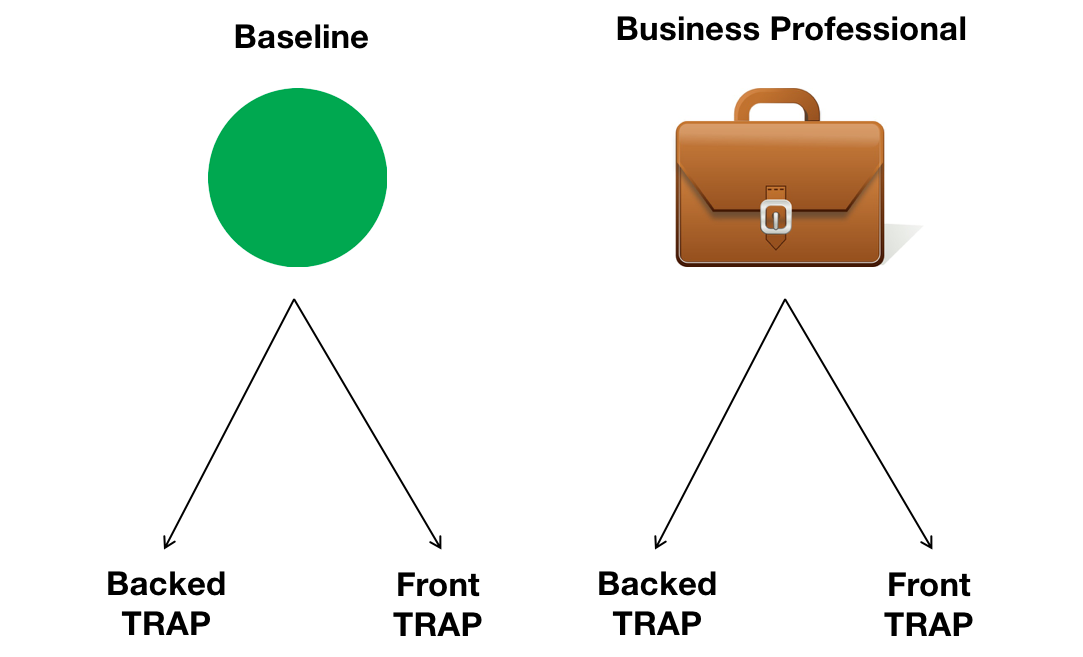 Baseline
Business Professional
Backed
TRAP
Front
TRAP
Backed
TRAP
Front
TRAP